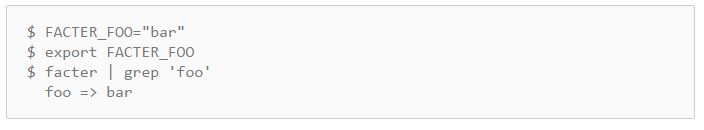 $ FACTER_FOO="bar"
$ export FACTER_FOO
$ facter | grep 'foo'
  foo => bar